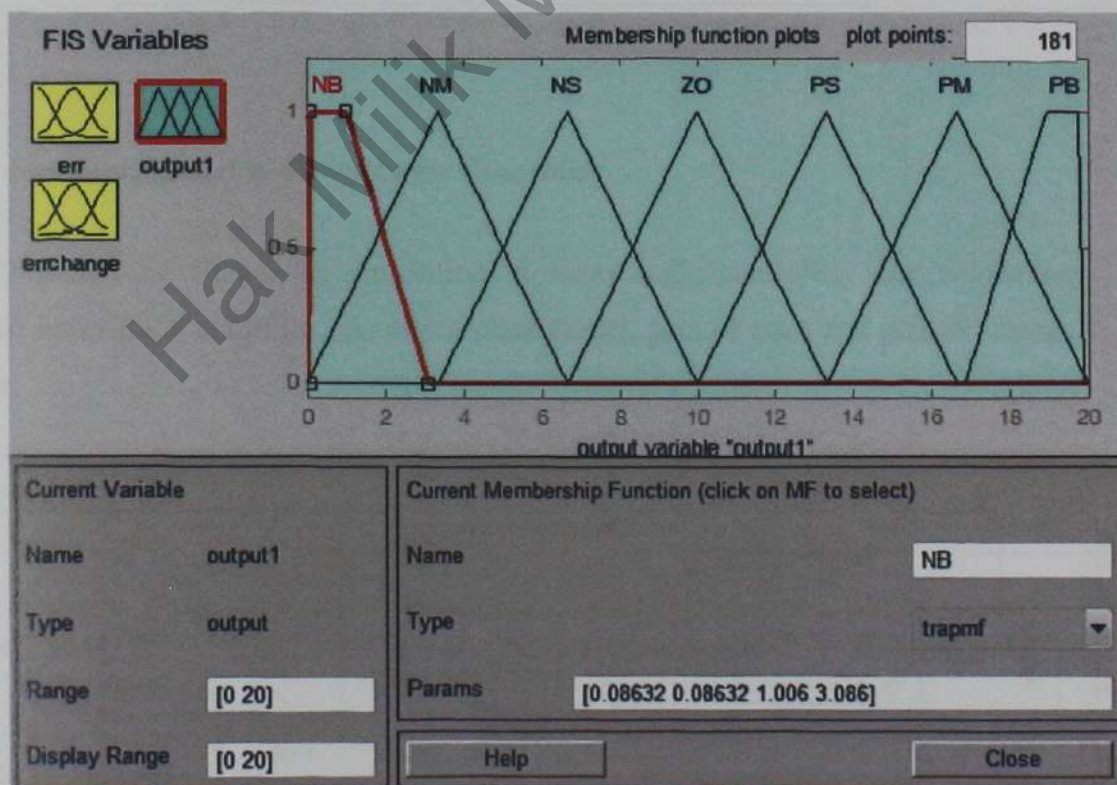 FIS Variables
Membership function plots plot points: 181
NB NM NS ZO PS PM PB
1
0.5
0
0 2 4 6 8 10 12 14 16 18 20
output variable "output1"
err output1
errchange
Current Variable
Name output1
Type output
Range [0 20]
Display Range [0 20]
Current Membership Function (click on MF to select)
Name NB
Type trapmf
Params [0.08632 0.08632 1.006 3.086]
Help Close
Hak Milik M